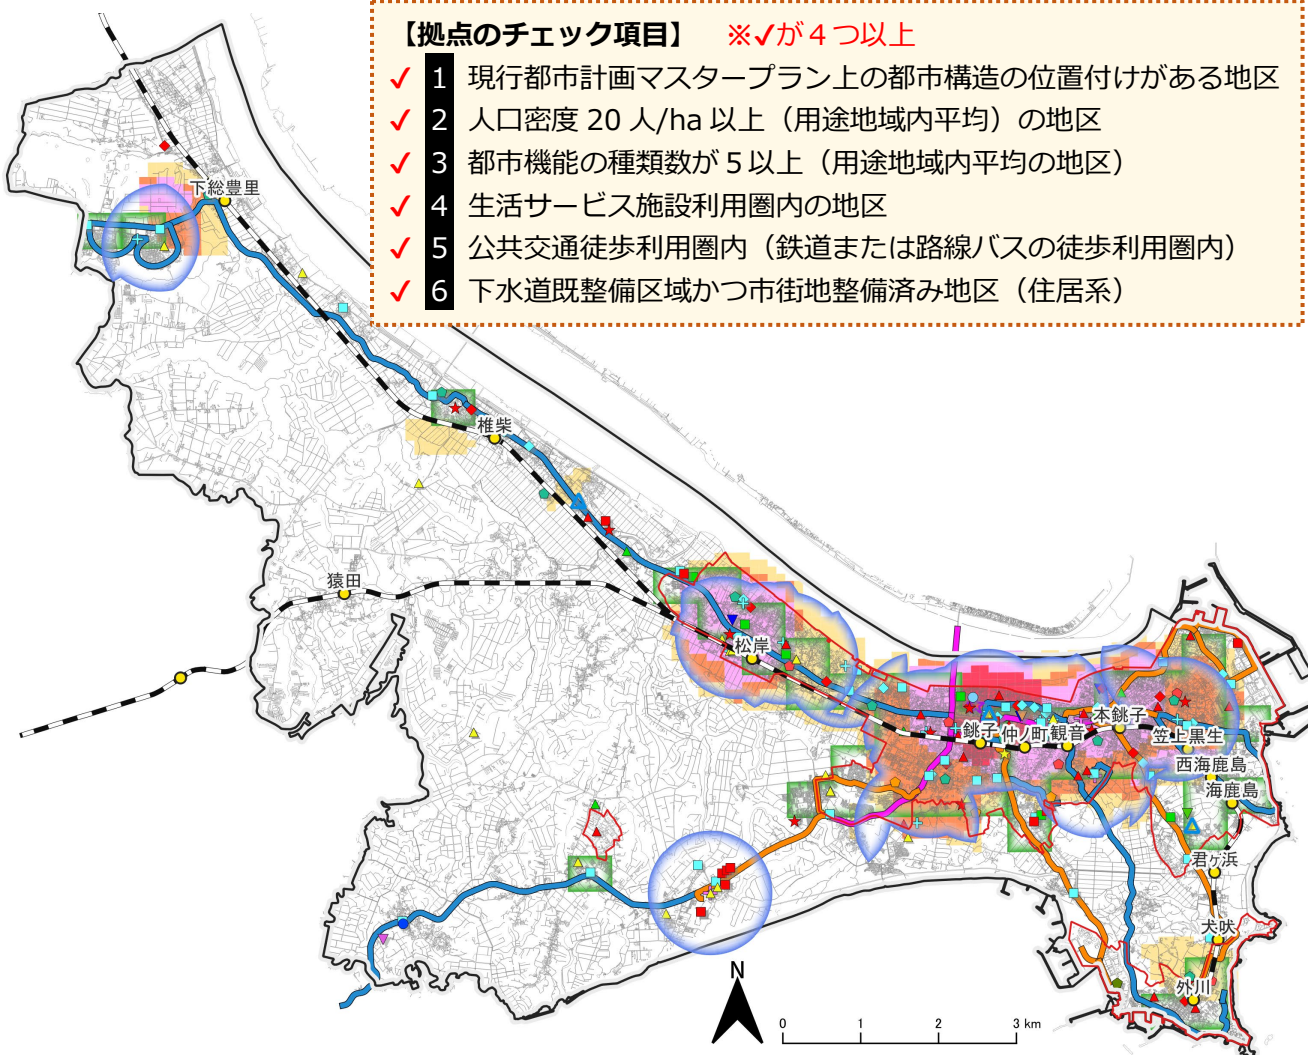 【拠点のチェック項目】 ※✓が４つ以上
✓ 1 現行都市計画マスタープラン上の都市構造の位置付けがある地区
✓ 2 人口密度 20 人/ha 以上（用途地域内平均）の地区
✓ 3 都市機能の種類数が 5 以上（用途地域内平均の地区）
✓ 4 生活サービス施設利用圏内の地区
✓ 5 公共交通徒歩利用圏内（鉄道または路線バスの徒歩利用圏内）
✓ 6 下水道既整備区域かつ市街地整備済み地区（住居系）
下総豊里
椎柴
猿田
松岸
銚子
仲ノ町
観音
本銚子
笠上黒生
西海鹿島
海鹿島
君ヶ浜
犬吠
外川
N
0 1 2 3 km